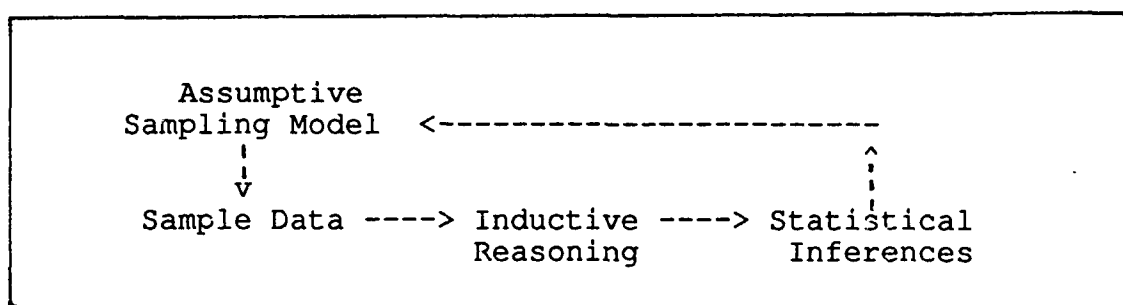 Assumptive
Sampling Model <-------------------------
Sample Data ----> Inductive ----> Statistical
Reasoning Inferences